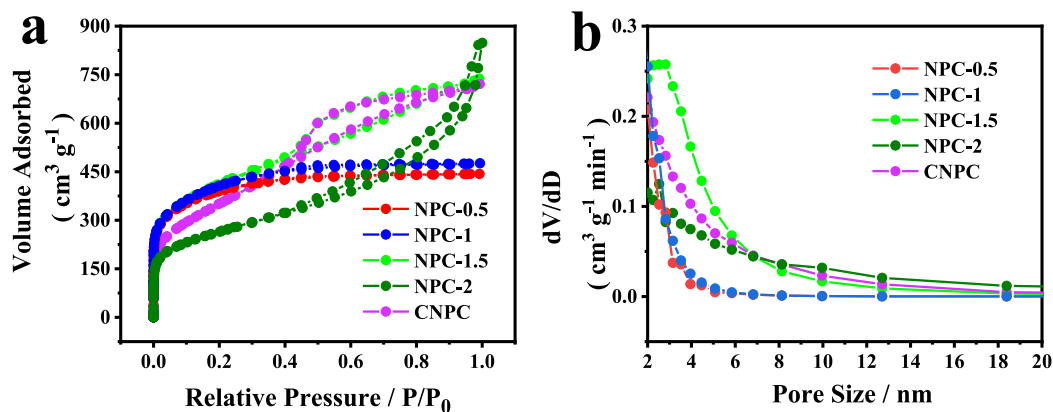 a
Volume Adsorbed
( cm³ g⁻¹ )
900
750
600
450
300
150
0
0.0 0.2 0.4 0.6 0.8 1.0
Relative Pressure / P/P₀
NPC-0.5
NPC-1
NPC-1.5
NPC-2
CNPC
b
dV/dD
( cm³ g⁻¹ min⁻¹ )
0.3
0.2
0.1
0.0
2 4 6 8 10 12 14 16 18 20
Pore Size / nm
NPC-0.5
NPC-1
NPC-1.5
NPC-2
CNPC